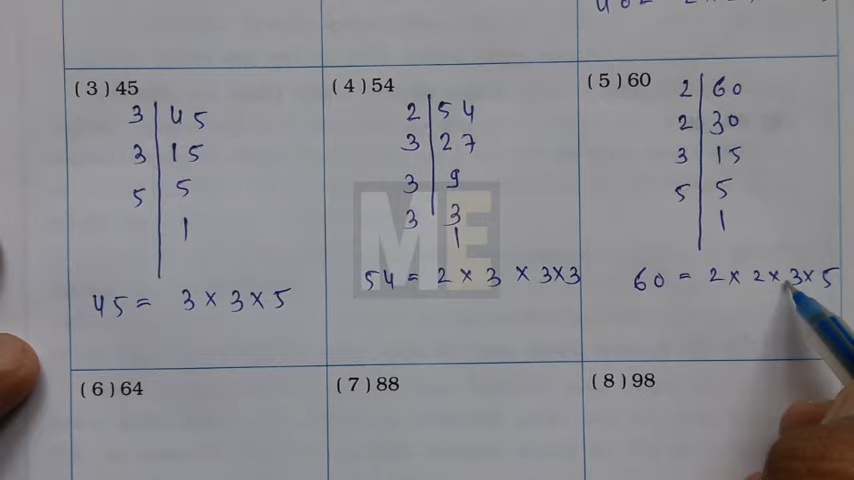 (3) 45
3 | 45
3 | 15
5 | 5
1
45 = 3 × 3 × 5
(4) 54
2 | 54
3 | 27
3 | 9
3 | 3
1
54 = 2 × 3 × 3×3
(5) 60
2 | 60
2 | 30
3 | 15
5 | 5
1
60 = 2 × 2 × 3 × 5
ME
(6) 64
(7) 88
(8) 98